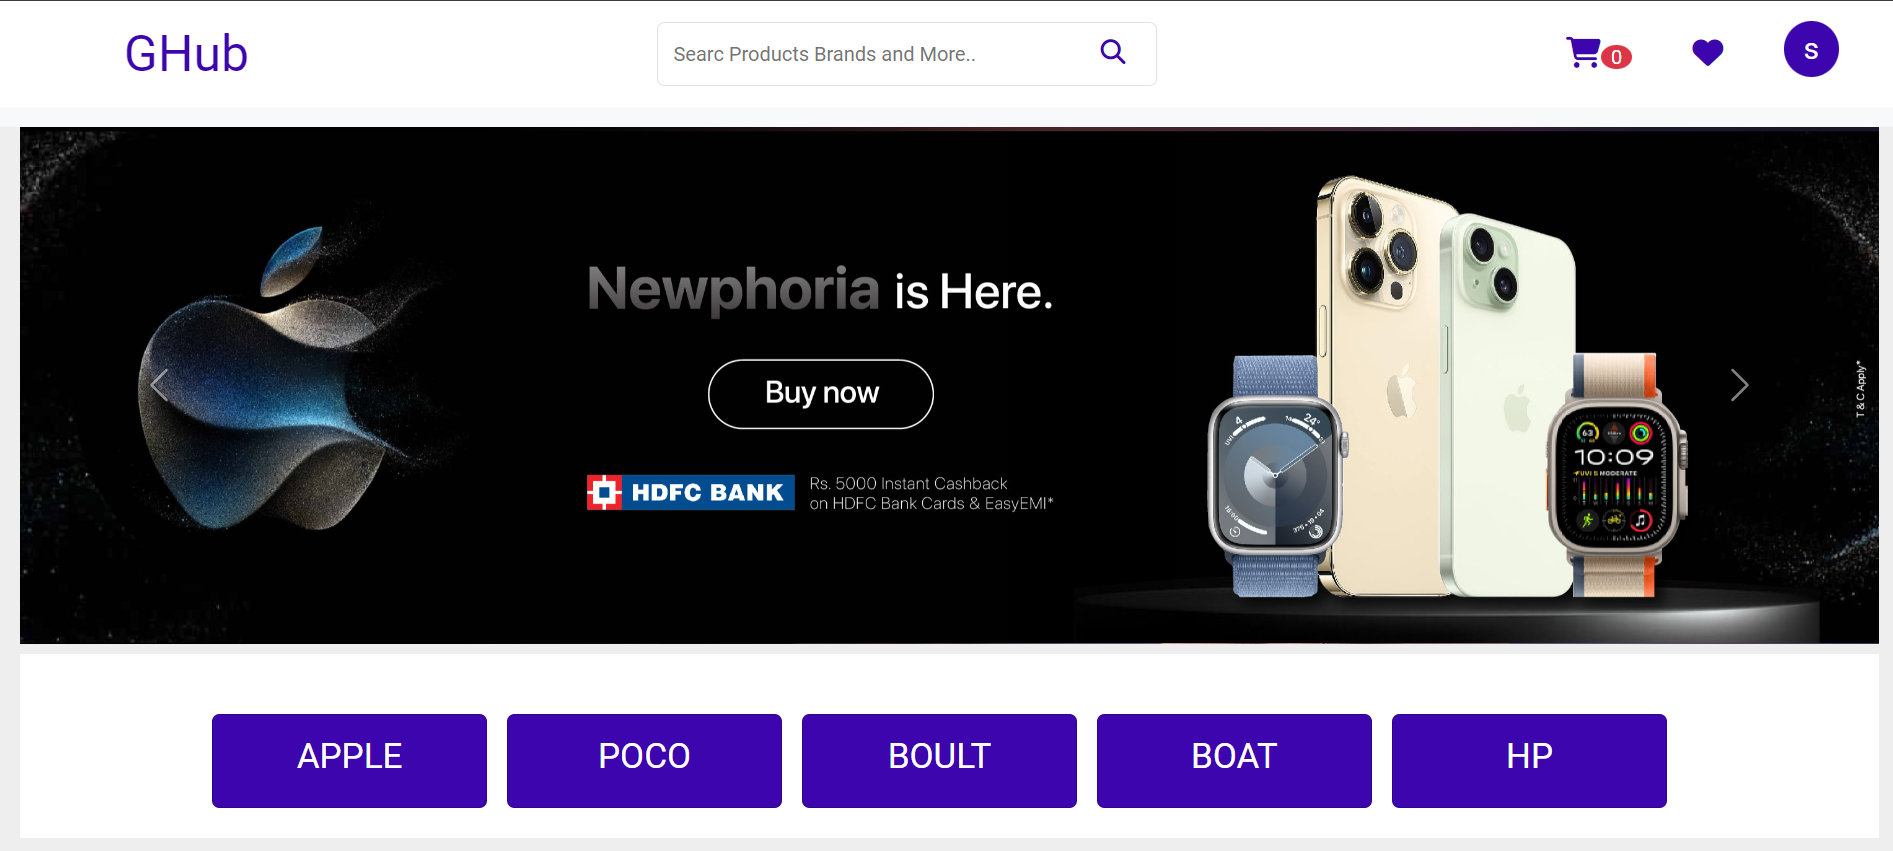 GHub
Searc Products Brands and More..
0
S
Newphoria is Here.
Buy now
HDFC BANK
Rs. 5000 Instant Cashback
on HDFC Bank Cards & EasyEMI*
T & C Apply*
10:09
APPLE
POCO
BOULT
BOAT
HP